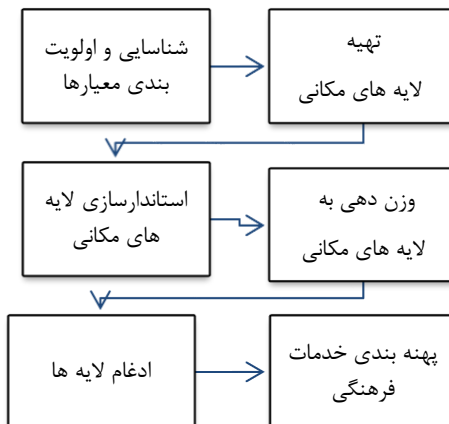 شناسایی و اولویت
بندی معیارها
تهیه
لایه های مکانی
استاندارسازی لایه
های مکانی
وزن دهی به
لایه های مکانی
ادغام لایه ها
پهنه بندی خدمات
فرهنگی